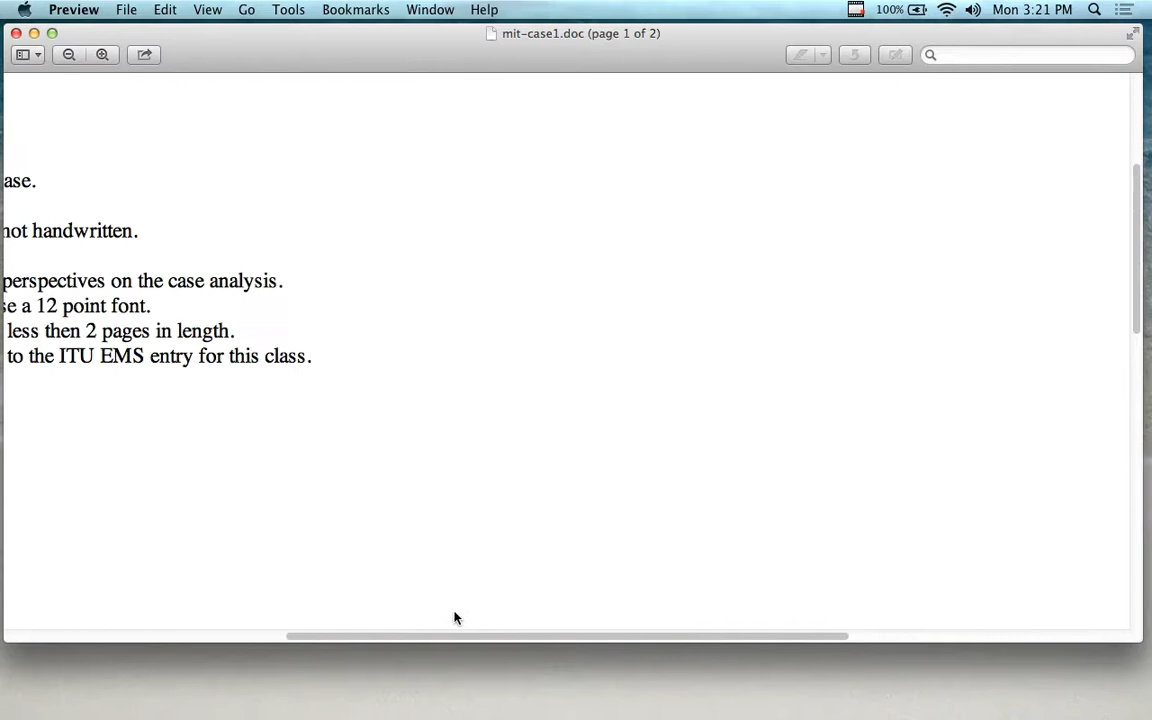 Preview File Edit View Go Tools Bookmarks Window Help 100% Mon 3:21 PM
mit-case1.doc (page 1 of 2)
ase.
not handwritten.
perspectives on the case analysis.
se a 12 point font.
less then 2 pages in length.
to the ITU EMS entry for this class.